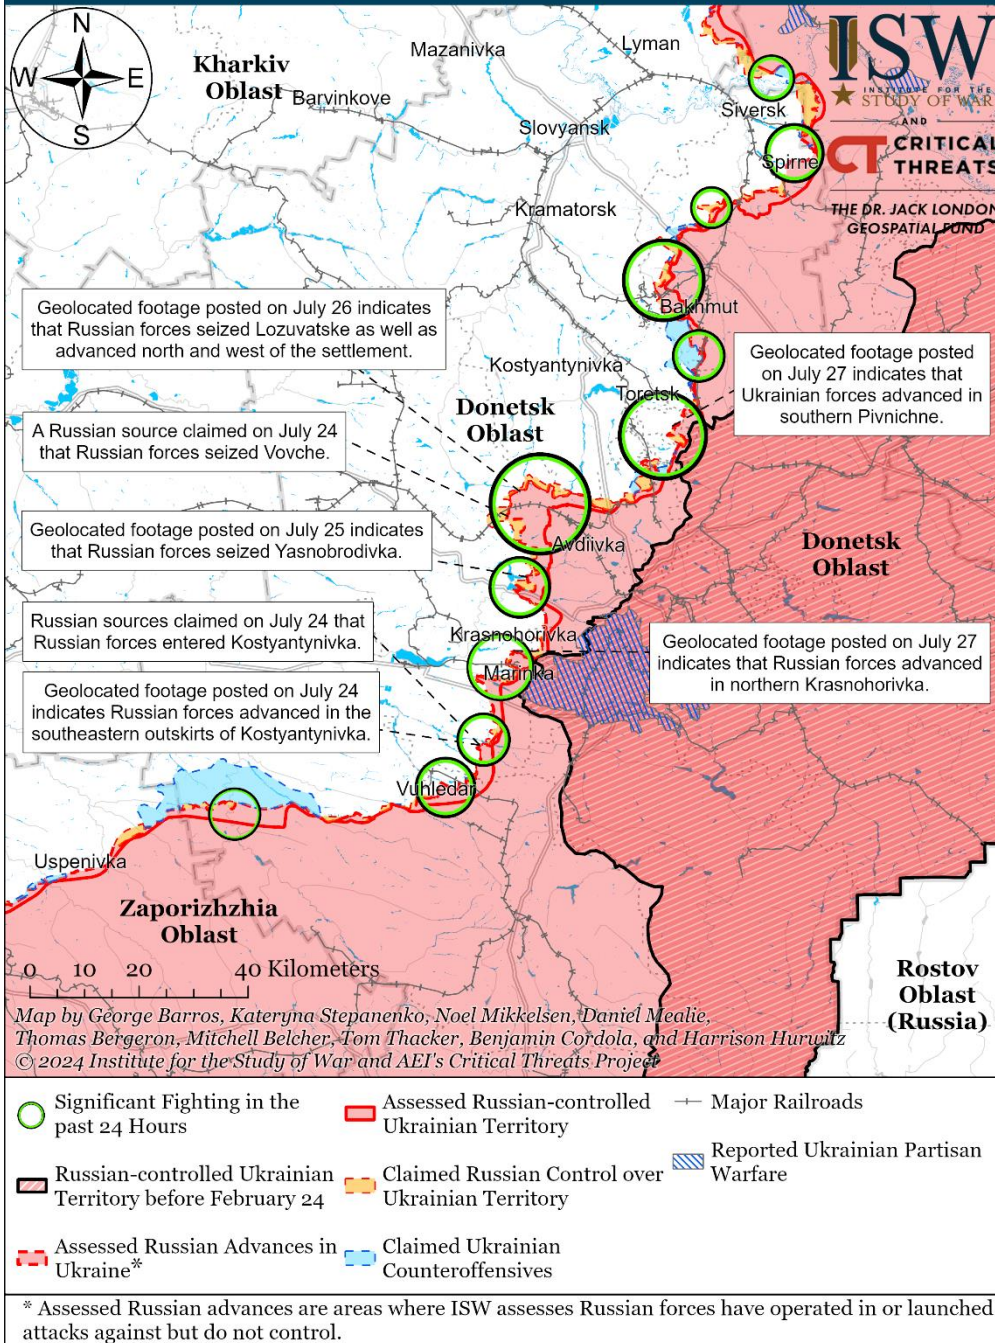 N
W
E
S
Kharkiv
Oblast
Mazanivka
Lyman
Barvinkove
Slovyansk
Siversk
Spirne
Kramatorsk
ISW
INSTITUTE FOR THE
STUDY OF WAR
AND
CT CRITICAL
THREATS
THE DR. JACK LONDON
GEOSPATIAL FUND
Geolocated footage posted on July 26 indicates
that Russian forces seized Lozuvatske as well as
advanced north and west of the settlement.
Bakhmut
Kostyantynivka
Toretsk
Geolocated footage posted
on July 27 indicates that
Ukrainian forces advanced in
southern Pivnichne.
Donetsk
Oblast
A Russian source claimed on July 24
that Russian forces seized Vovche.
Geolocated footage posted on July 25 indicates
that Russian forces seized Yasnobrodivka.
Avdiivka
Donetsk
Oblast
Russian sources claimed on July 24 that
Russian forces entered Kostyantynivka.
Krasnohorivka
Marinka
Geolocated footage posted on July 27
indicates that Russian forces advanced
in northern Krasnohorivka.
Geolocated footage posted on July 24
indicates Russian forces advanced in the
southeastern outskirts of Kostyantynivka.
Vuhledar
Uspenivka
Zaporizhzhia
Oblast
Rostov
Oblast
(Russia)
0 10 20 40 Kilometers
Map by George Barros, Kateryna Stepanenko, Noel Mikkelsen, Daniel Mealie,
Thomas Bergeron, Mitchell Belcher, Tom Thacker, Benjamin Cordola, and Harrison Hurwitz
© 2024 Institute for the Study of War and AEI's Critical Threats Project
Significant Fighting in the
past 24 Hours
Russian-controlled Ukrainian
Territory before February 24
Assessed Russian Advances in
Ukraine*
Assessed Russian-controlled
Ukrainian Territory
Claimed Russian Control over
Ukrainian Territory
Claimed Ukrainian
Counteroffensives
Major Railroads
Reported Ukrainian Partisan
Warfare
* Assessed Russian advances are areas where ISW assesses Russian forces have operated in or launched
attacks against but do not control.